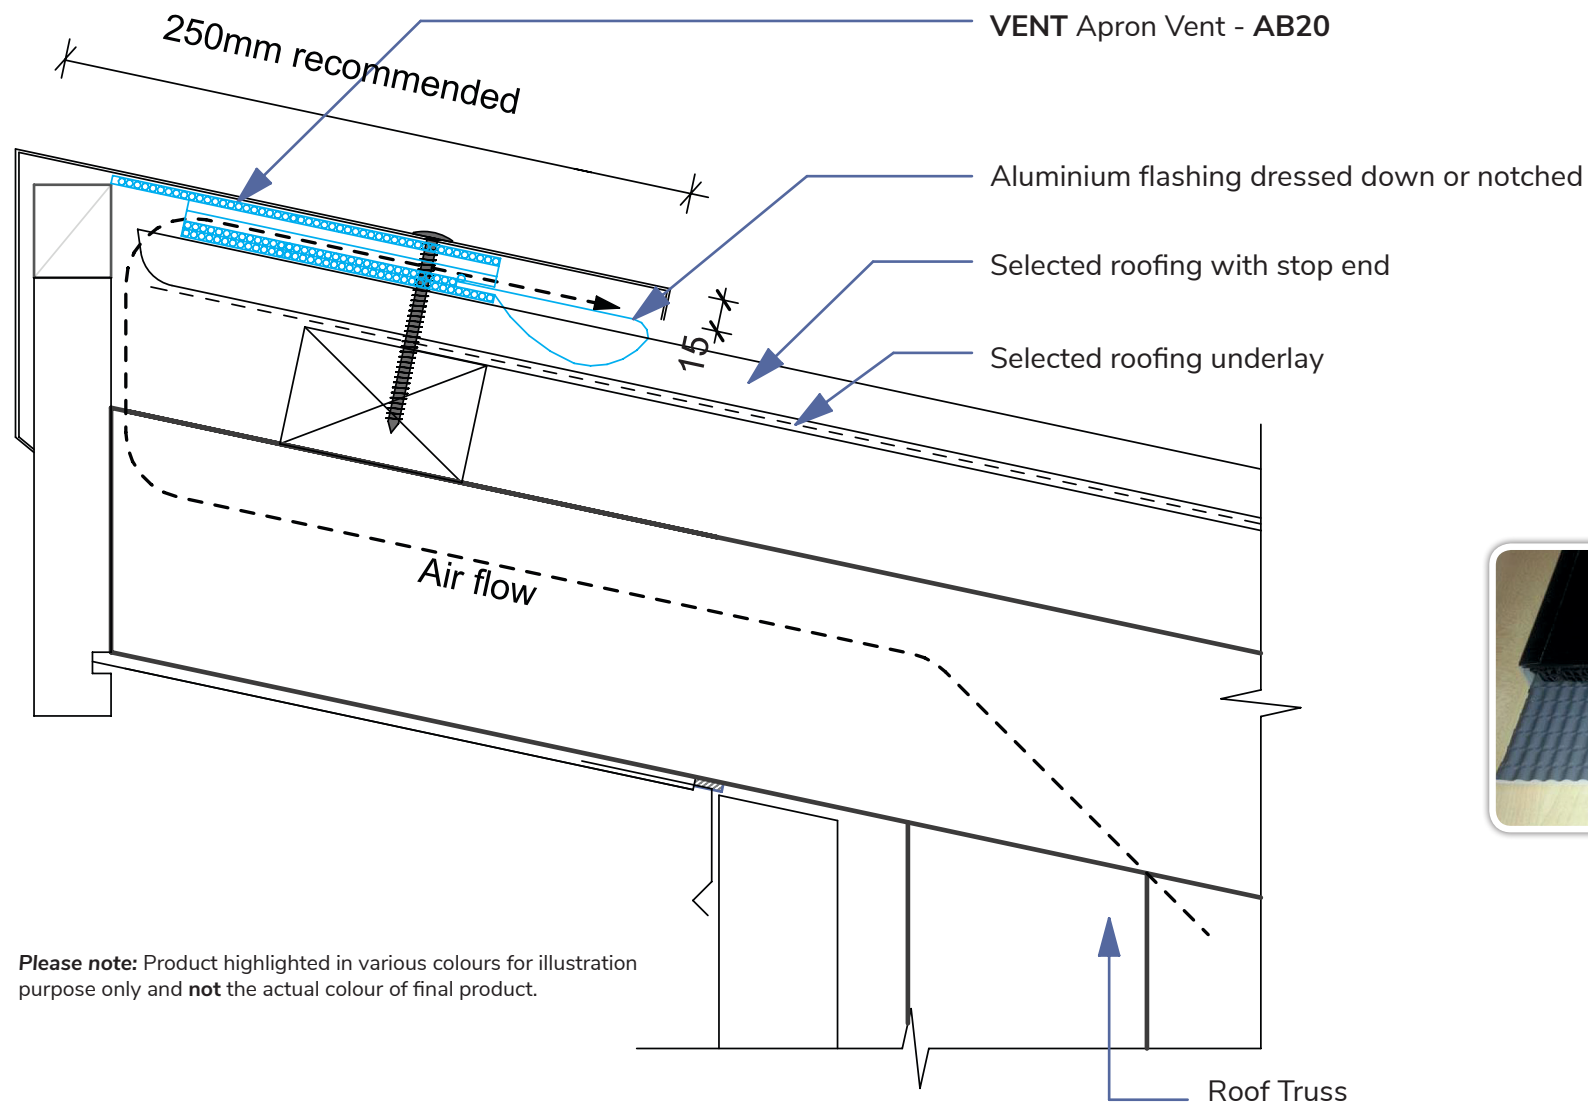 250mm recommended
VENT Apron Vent - AB20
Aluminium flashing dressed down or notched
Selected roofing with stop end
15
Selected roofing underlay
Air flow
Please note: Product highlighted in various colours for illustration
purpose only and not the actual colour of final product.
Roof Truss